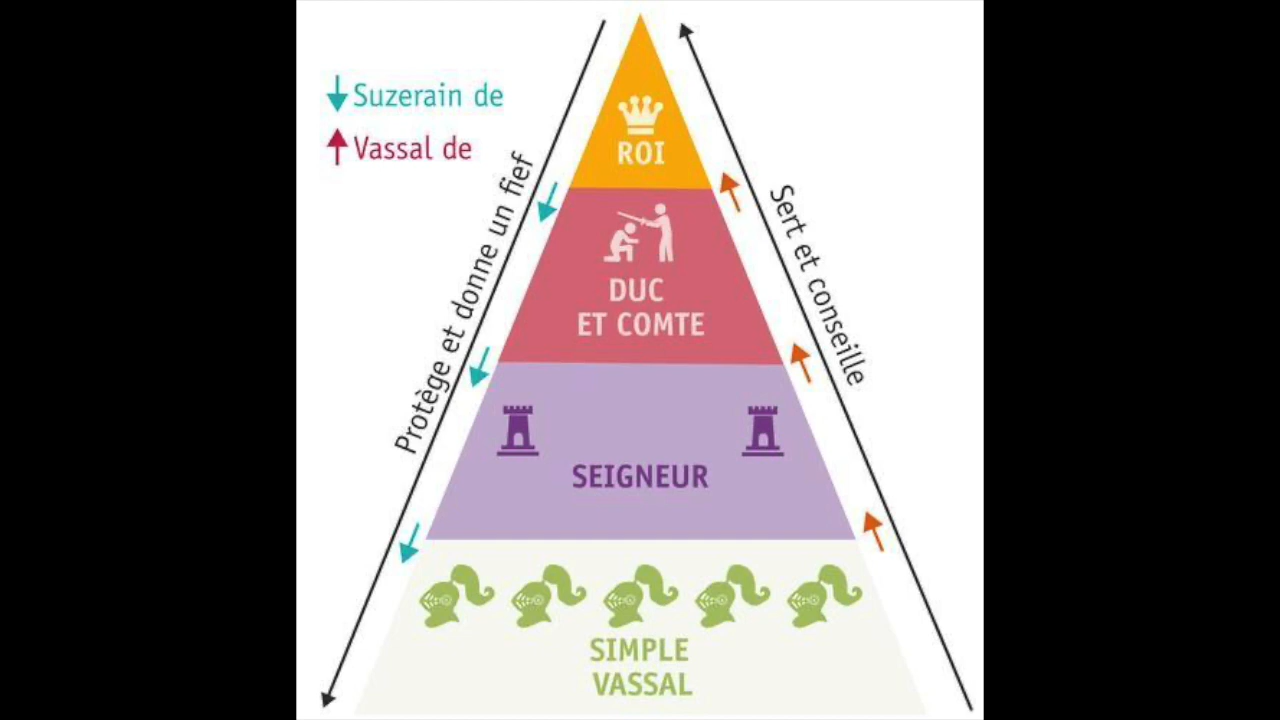 Suzerain de
Vassal de
Protège et donne un fief
Sert et conseille
ROI
DUC
ET COMTE
SEIGNEUR
SIMPLE
VASSAL